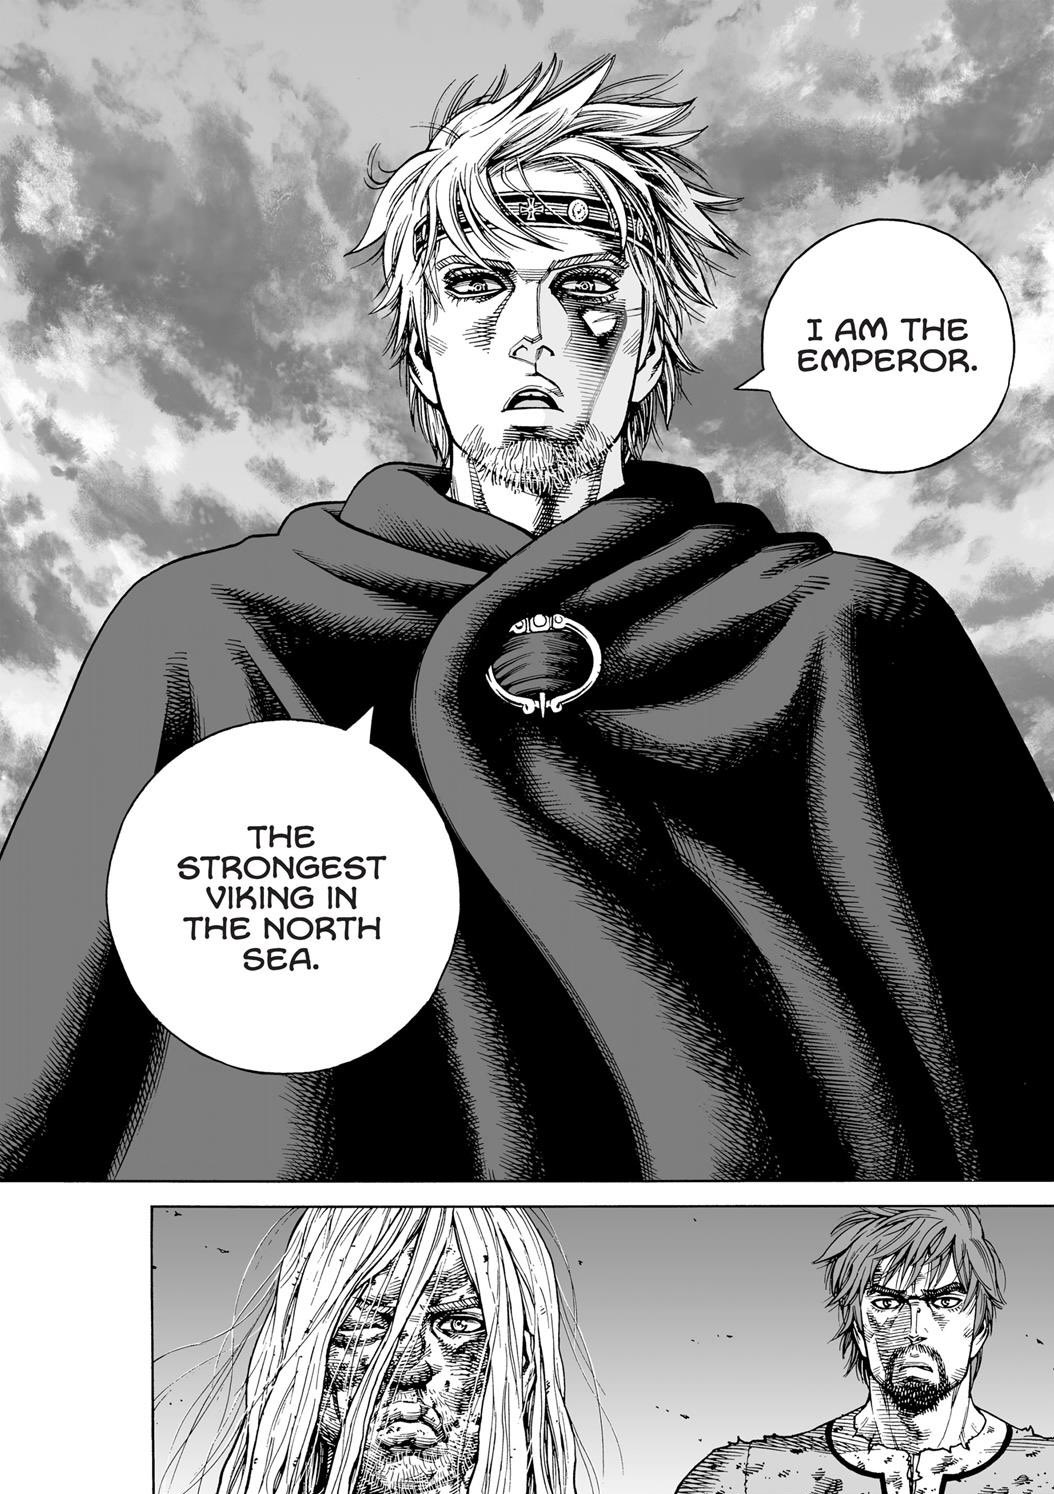 I AM THE
EMPEROR.
THE
STRONGEST
VIKING IN
THE NORTH
SEA.